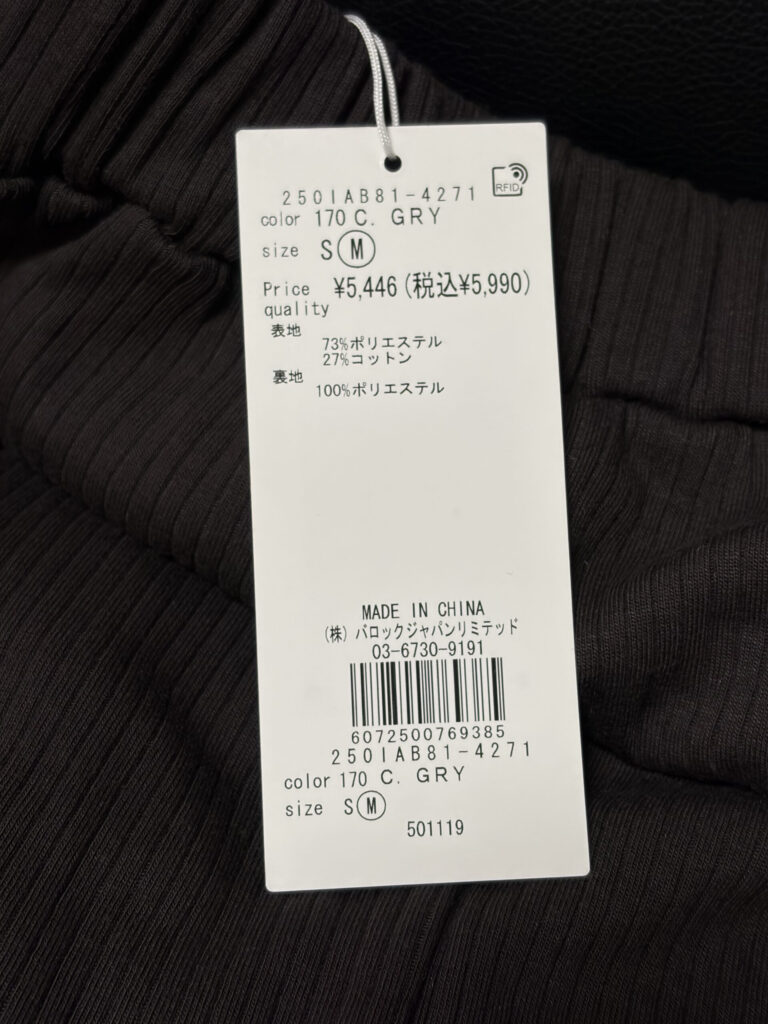 250IAB81-4271
RFID
color 170 C. GRY
size S M
Price ¥5,446 (税込¥5,990)
quality
表地
73%ポリエステル
27%コットン
裏地
100%ポリエステル
MADE IN CHINA
(株) バロックジャパンリミテッド
03-6730-9191
6072500769385
250IAB81-4271
color 170 C. GRY
size S M
501119